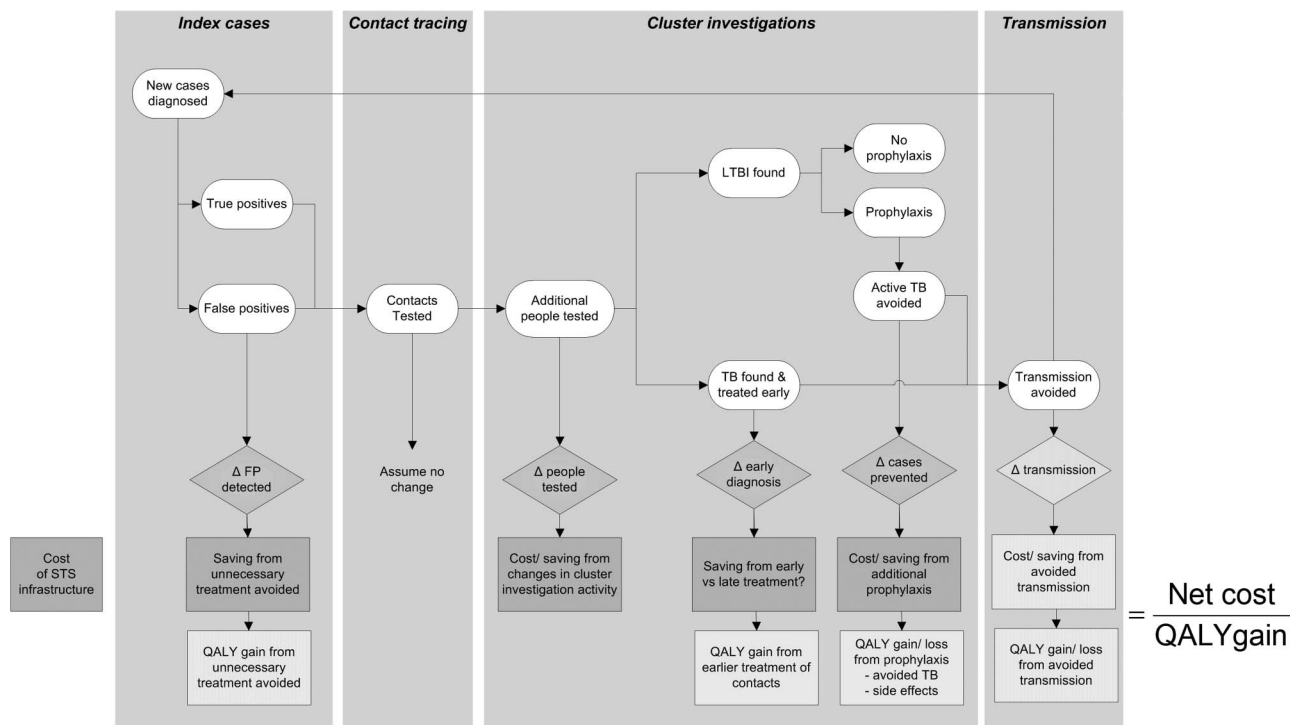 Index cases
Contact tracing
Cluster investigations
Transmission
New cases
diagnosed
No
prophylaxis
LTBI found
True positives
Prophylaxis
False positives
Contacts
Tested
Additional
people tested
Active TB
avoided
TB found &
treated early
Transmission
avoided
Δ FP
detected
Assume no
change
Δ people
tested
Δ early
diagnosis
Δ cases
prevented
Δ transmission
Cost
of STS
infrastructure
Saving from
unnecessary
treatment avoided
Cost/ saving from
changes in cluster
investigation activity
Saving from early
vs late treatment?
Cost/ saving from
additional
prophylaxis
Cost/ saving from
avoided
transmission
QALY gain from
unnecessary
treatment avoided
QALY gain from
earlier treatment of
contacts
QALY gain/ loss
from prophylaxis
- avoided TB
- side effects
QALY gain/ loss
from avoided
transmission
= Net cost
QALYgain